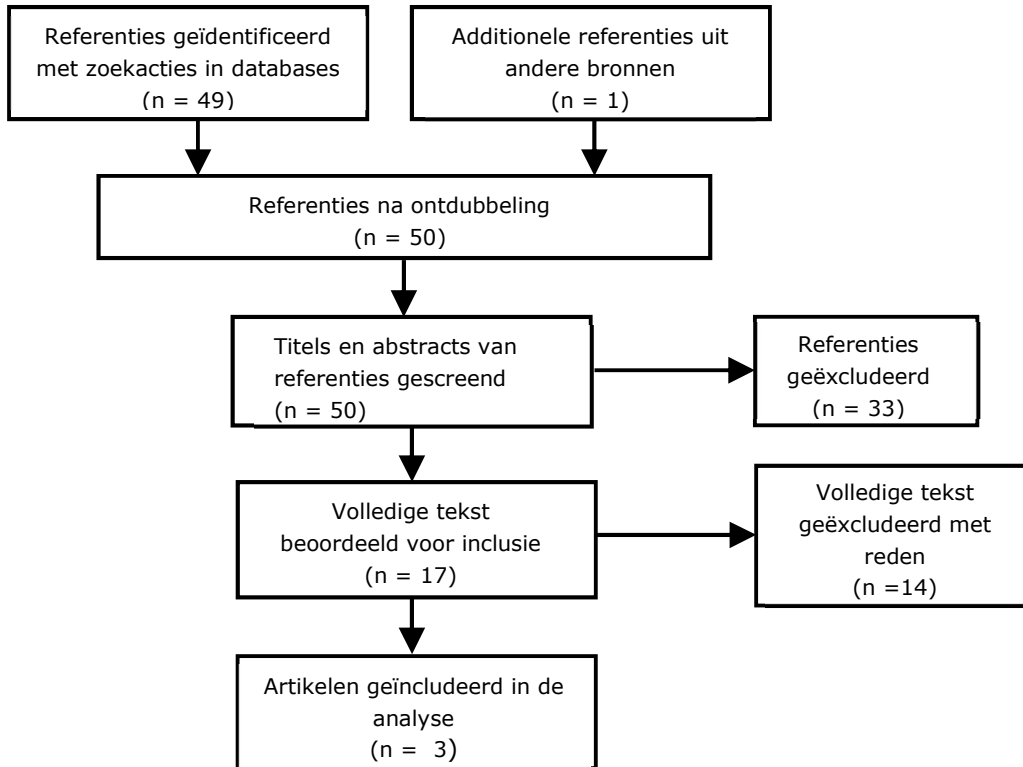 Referenties geïdentificeerd
met zoekacties in databases
(n = 49)
Additionele referenties uit
andere bronnen
(n = 1)
Referenties na ontdubbeling
(n = 50)
Titels en abstracts van
referenties gescreend
(n = 50)
Referenties
geëxcludeerd
(n = 33)
Volledige tekst
beoordeeld voor inclusie
(n = 17)
Volledige tekst
geëxcludeerd met
reden
(n =14)
Artikelen geïncludeerd in de
analyse
(n =  3)